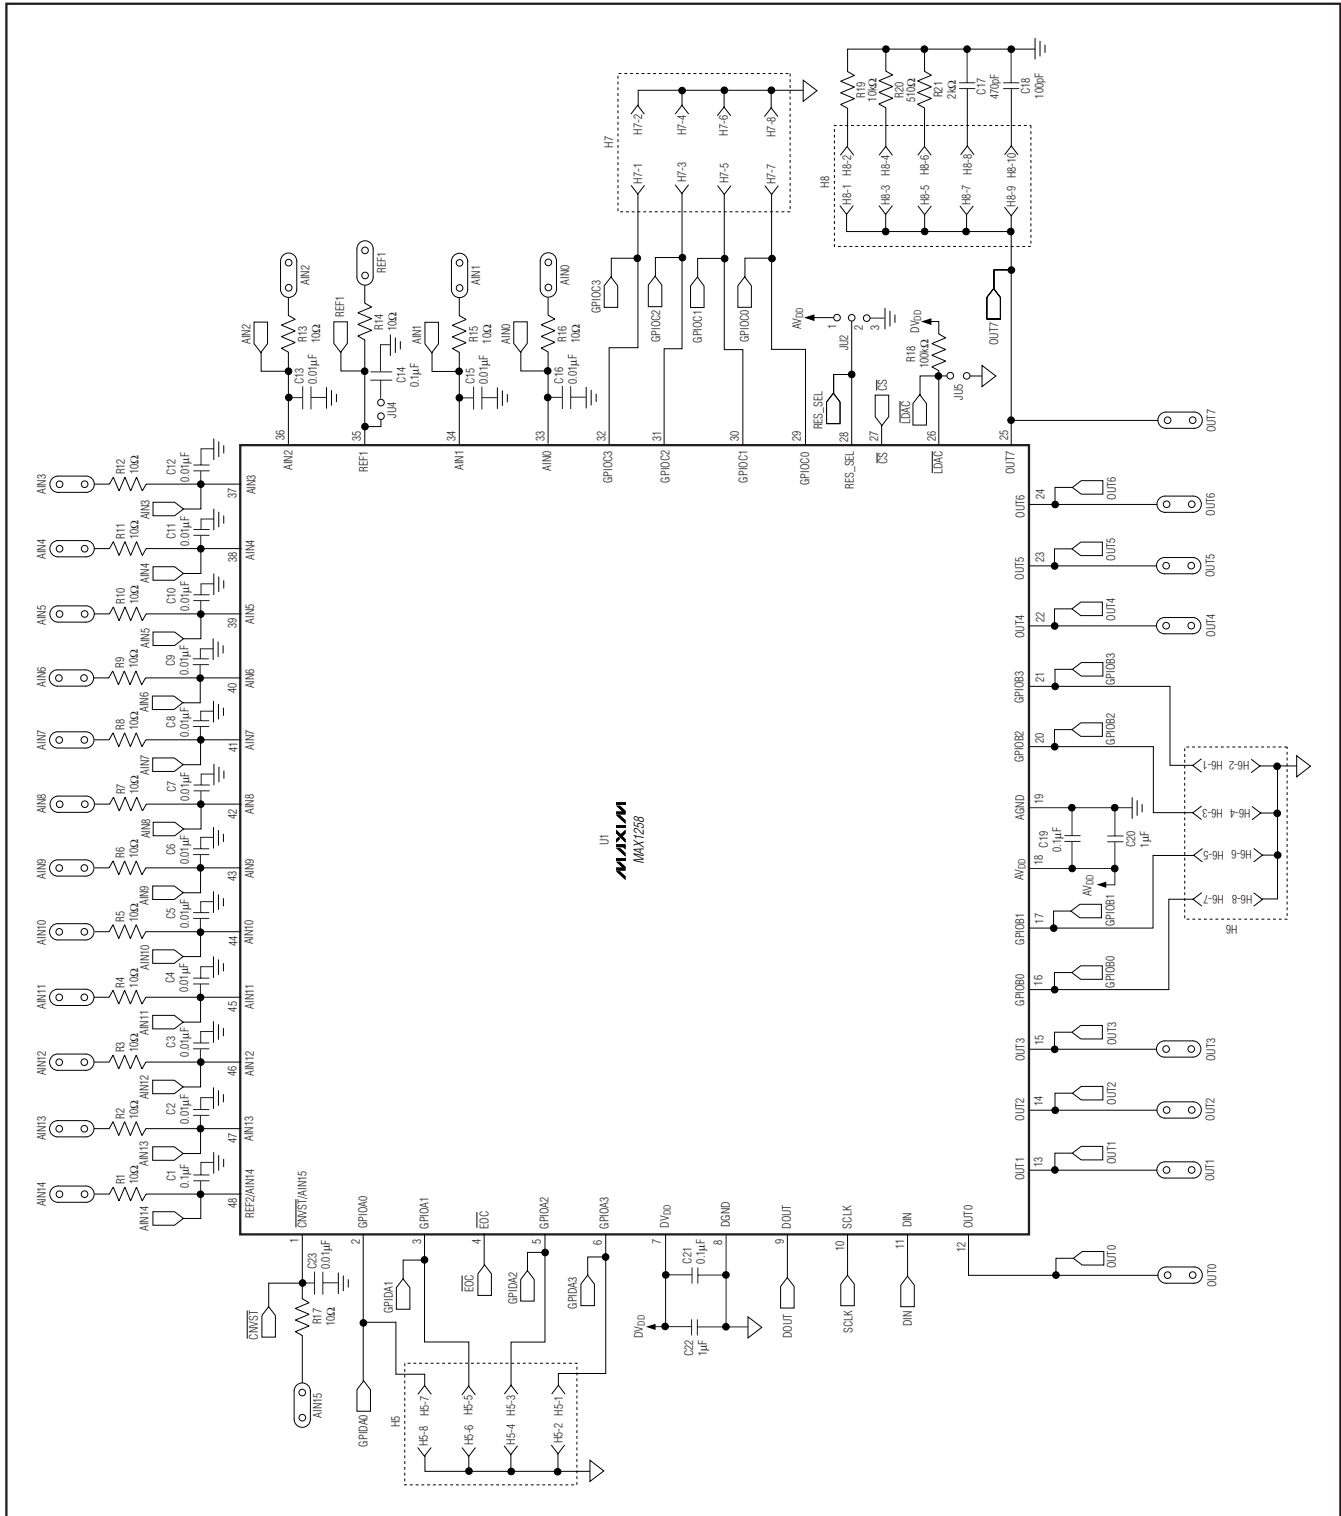 H7
H7-1 H7-2
H7-3 H7-4
H7-5 H7-6
H7-7 H7-8
H8
H8-1 H8-2
H8-3 H8-4
H8-5 H8-6
H8-7 H8-8
H8-9 H8-10
R19
10kΩ
R20
510Ω
R21
2kΩ
C17
470pF
C18
100pF
AIN2
AIN2
R13
10Ω
C13
0.01µF
36
AIN2
REF1
REF1
R14
10Ω
C14
0.1µF
JU4
35
REF1
AIN1
AIN1
R15
10Ω
C15
0.01µF
34
AIN1
AIN0
AIN0
R16
10Ω
C16
0.01µF
33
AIN0
GPIOC3
32
GPIOC3
GPIOC2
31
GPIOC2
GPIOC1
30
GPIOC1
GPIOC0
29
GPIOC0
AVDD
1
2
3
JU2
RES_SEL
28
RES_SEL
CS
27
CS
DVDD
R18
100kΩ
LDAC
JU5
26
LDAC
OUT7
25
OUT7
OUT7
AIN3
R12
10Ω
C12
0.01µF
AIN3
37
AIN3
AIN4
R11
10Ω
C11
0.01µF
AIN4
38
AIN4
AIN5
R10
10Ω
C10
0.01µF
AIN5
39
AIN5
AIN6
R9
10Ω
C9
0.01µF
AIN6
40
AIN6
AIN7
R8
10Ω
C8
0.01µF
AIN7
41
AIN7
AIN8
R7
10Ω
C7
0.01µF
AIN8
42
AIN8
AIN9
R6
10Ω
C6
0.01µF
AIN9
43
AIN9
AIN10
R5
10Ω
C5
0.01µF
AIN10
44
AIN10
AIN11
R4
10Ω
C4
0.01µF
AIN11
45
AIN11
AIN12
R3
10Ω
C3
0.01µF
AIN12
46
AIN12
AIN13
R2
10Ω
C2
0.01µF
AIN13
47
AIN13
AIN14
R1
10Ω
C1
0.1µF
AIN14
48
REF2/AIN14
U1
MAXIM
MAX1258
OUT6
24
OUT6
OUT6
OUT5
23
OUT5
OUT5
OUT4
22
OUT4
OUT4
GPIOB3
21
GPIOB3
GPIOB2
20
GPIOB2
AGND
19
C19
0.1µF
C20
1µF
AVDD
18
AVDD
GPIOB1
17
GPIOB1
GPIOB0
16
GPIOB0
H6-1 H6-2
H6-3 H6-4
H6-5 H6-6
H6-7 H6-8
H6
OUT3
15
OUT3
OUT3
OUT2
14
OUT2
OUT2
OUT1
13
OUT1
OUT1
CNVST/AIN15
1
C23
0.01µF
R17
10Ω
CNVST
AIN15
GPIOA0
2
GPIDA0
GPIOA1
3
GPIDA1
EOC
4
EOC
GPIOA2
5
GPIDA2
GPIOA3
6
GPIDA3
H5
H5-8 H5-7
H5-6 H5-5
H5-4 H5-3
H5-2 H5-1
DVDD
7
DGND
8
C21
0.1µF
DVDD
C22
1µF
DOUT
9
DOUT
SCLK
10
SCLK
DIN
11
DIN
OUT0
12
OUT0
OUT0